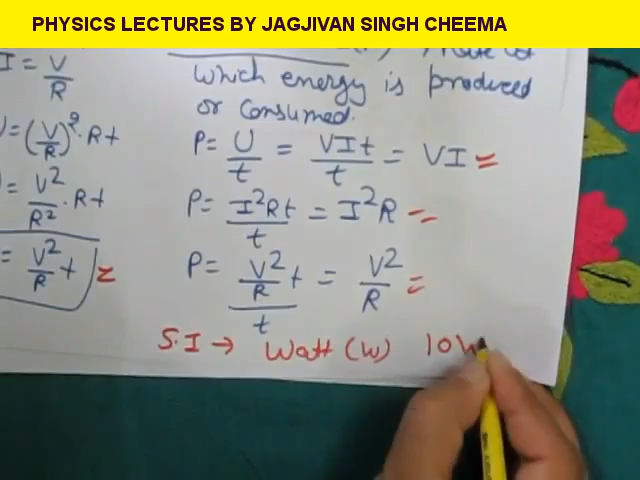 PHYSICS LECTURES BY JAGJIVAN SINGH CHEEMA
I = V/R
= (V/R)² · Rt
= V²/R² · Rt
= V²/R t
which energy is produced
or consumed.
P = U/t = VIt/t = VI
P = I²Rt/t = I²R
P = V²/R t/t = V²/R
S.I → Watt (W) 10